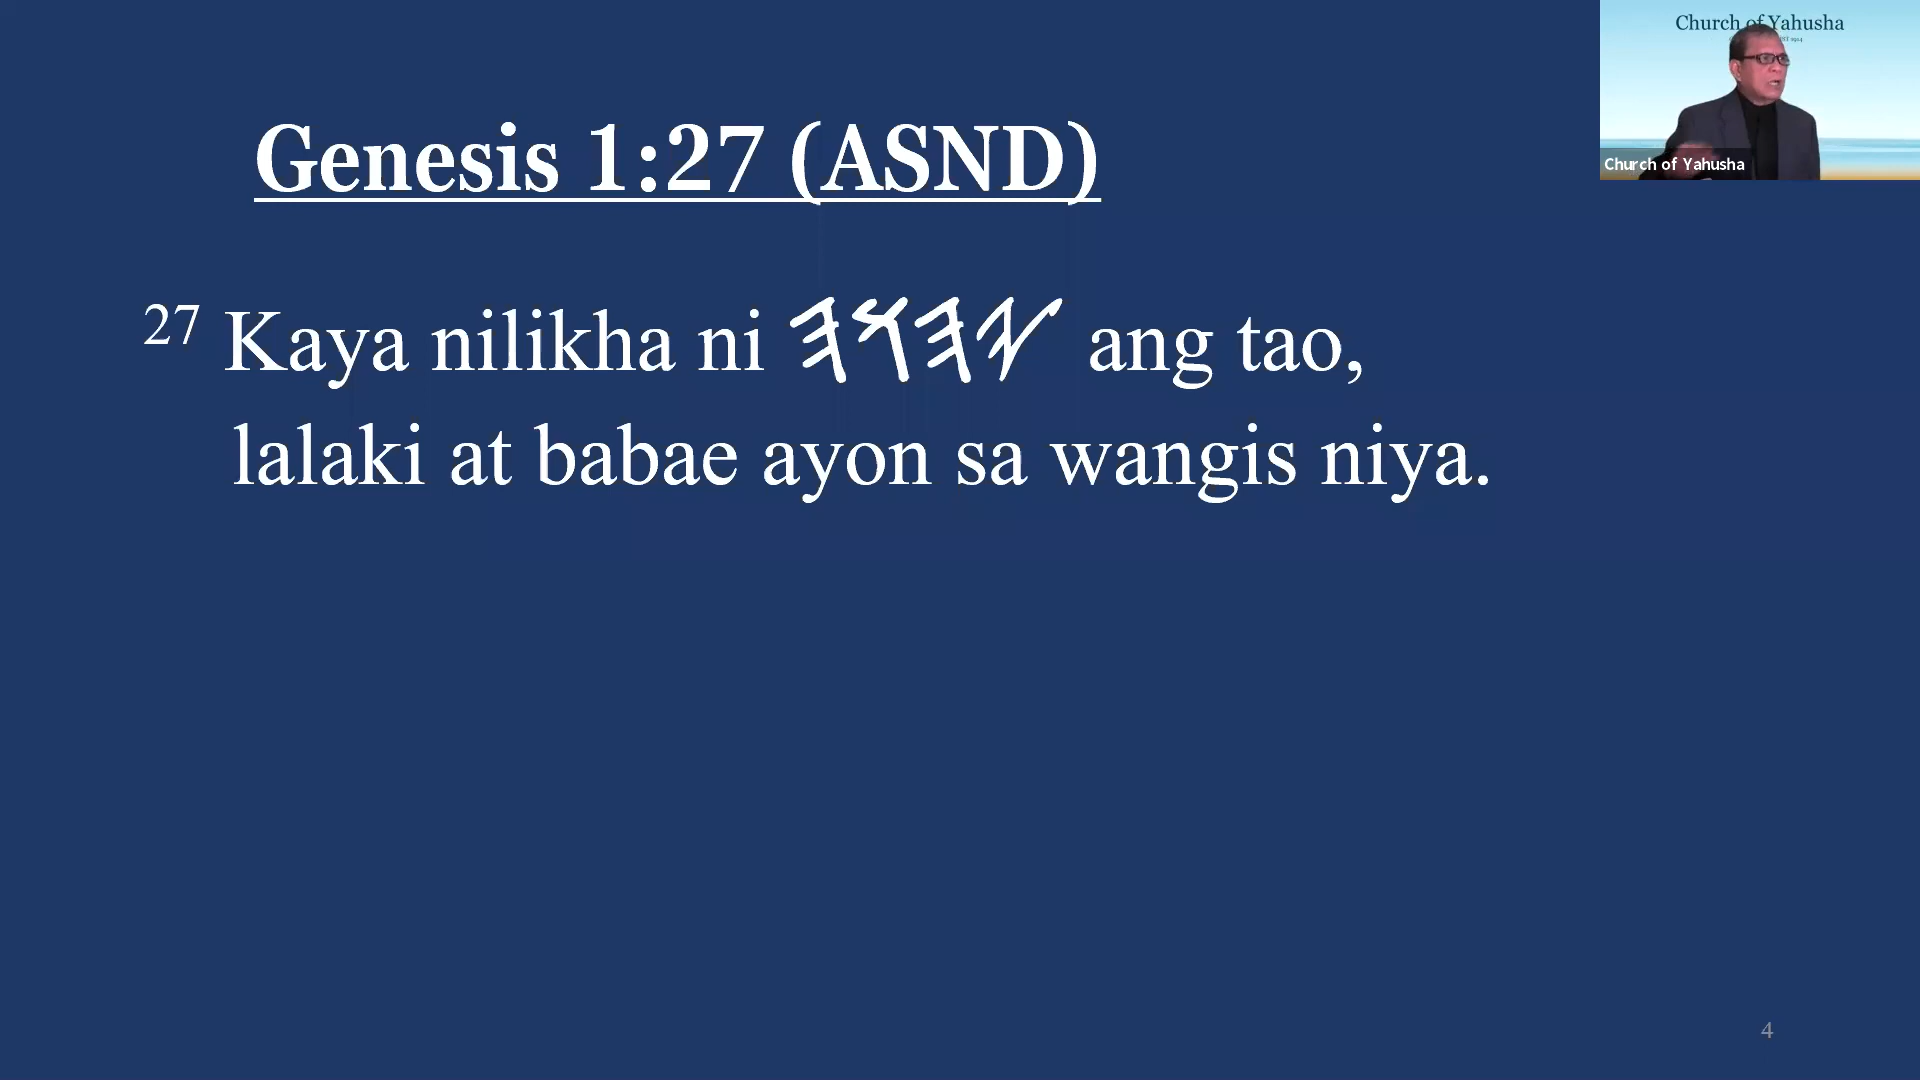 Genesis 1:27 (ASND)
27 Kaya nilikha ni 𐤉𐤄𐤅𐤄 ang tao,
lalaki at babae ayon sa wangis niya.
Church of Yahusha
Church of Yahusha
4